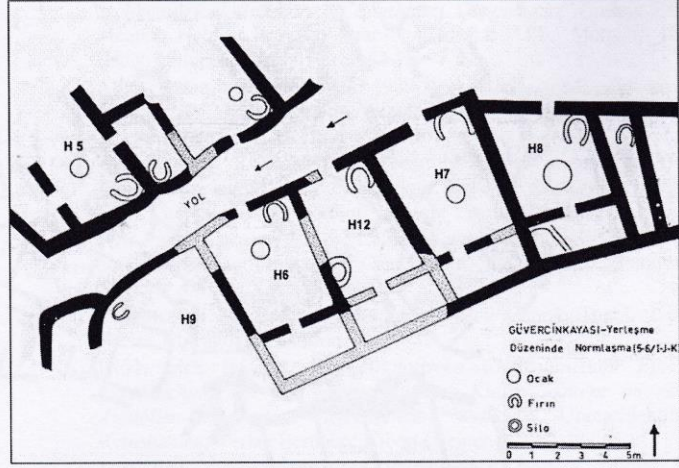 H 5
YOL
H9
H6
H12
H7
H8
GÜVERCİNKAYASI-Yerleşme
Düzeninde Normlaşma(5-6/I-J-K)
Ocak
Fırın
Silo
0 1 2 3 4 5m